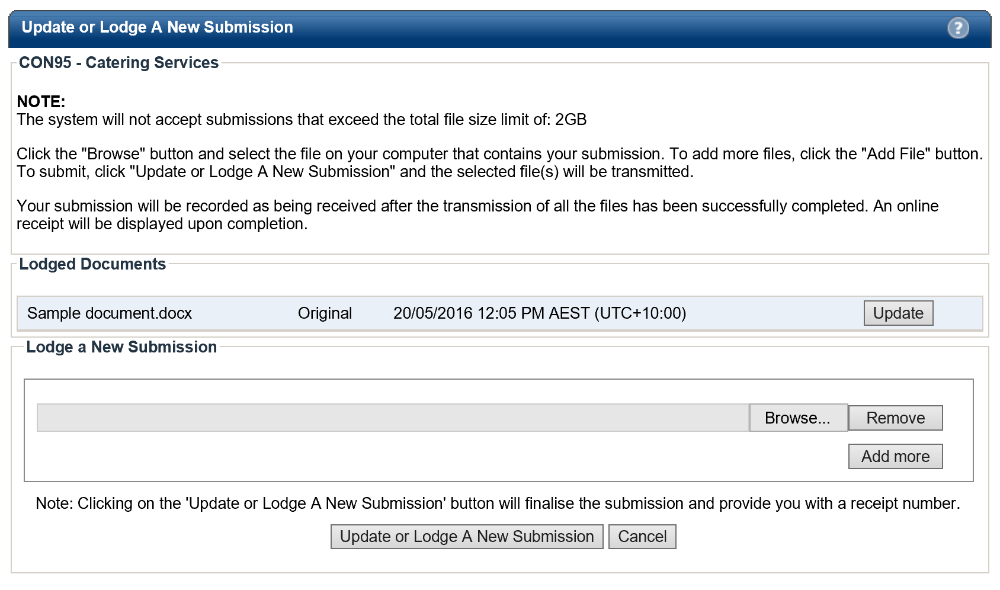 Update or Lodge A New Submission
?
CON95 - Catering Services
NOTE:
The system will not accept submissions that exceed the total file size limit of: 2GB
Click the "Browse" button and select the file on your computer that contains your submission. To add more files, click the "Add File" button.
To submit, click "Update or Lodge A New Submission" and the selected file(s) will be transmitted.
Your submission will be recorded as being received after the transmission of all the files has been successfully completed. An online
receipt will be displayed upon completion.
Lodged Documents
Sample document.docx Original 20/05/2016 12:05 PM AEST (UTC+10:00) Update
Lodge a New Submission
Browse... Remove
Add more
Note: Clicking on the 'Update or Lodge A New Submission' button will finalise the submission and provide you with a receipt number.
Update or Lodge A New Submission Cancel